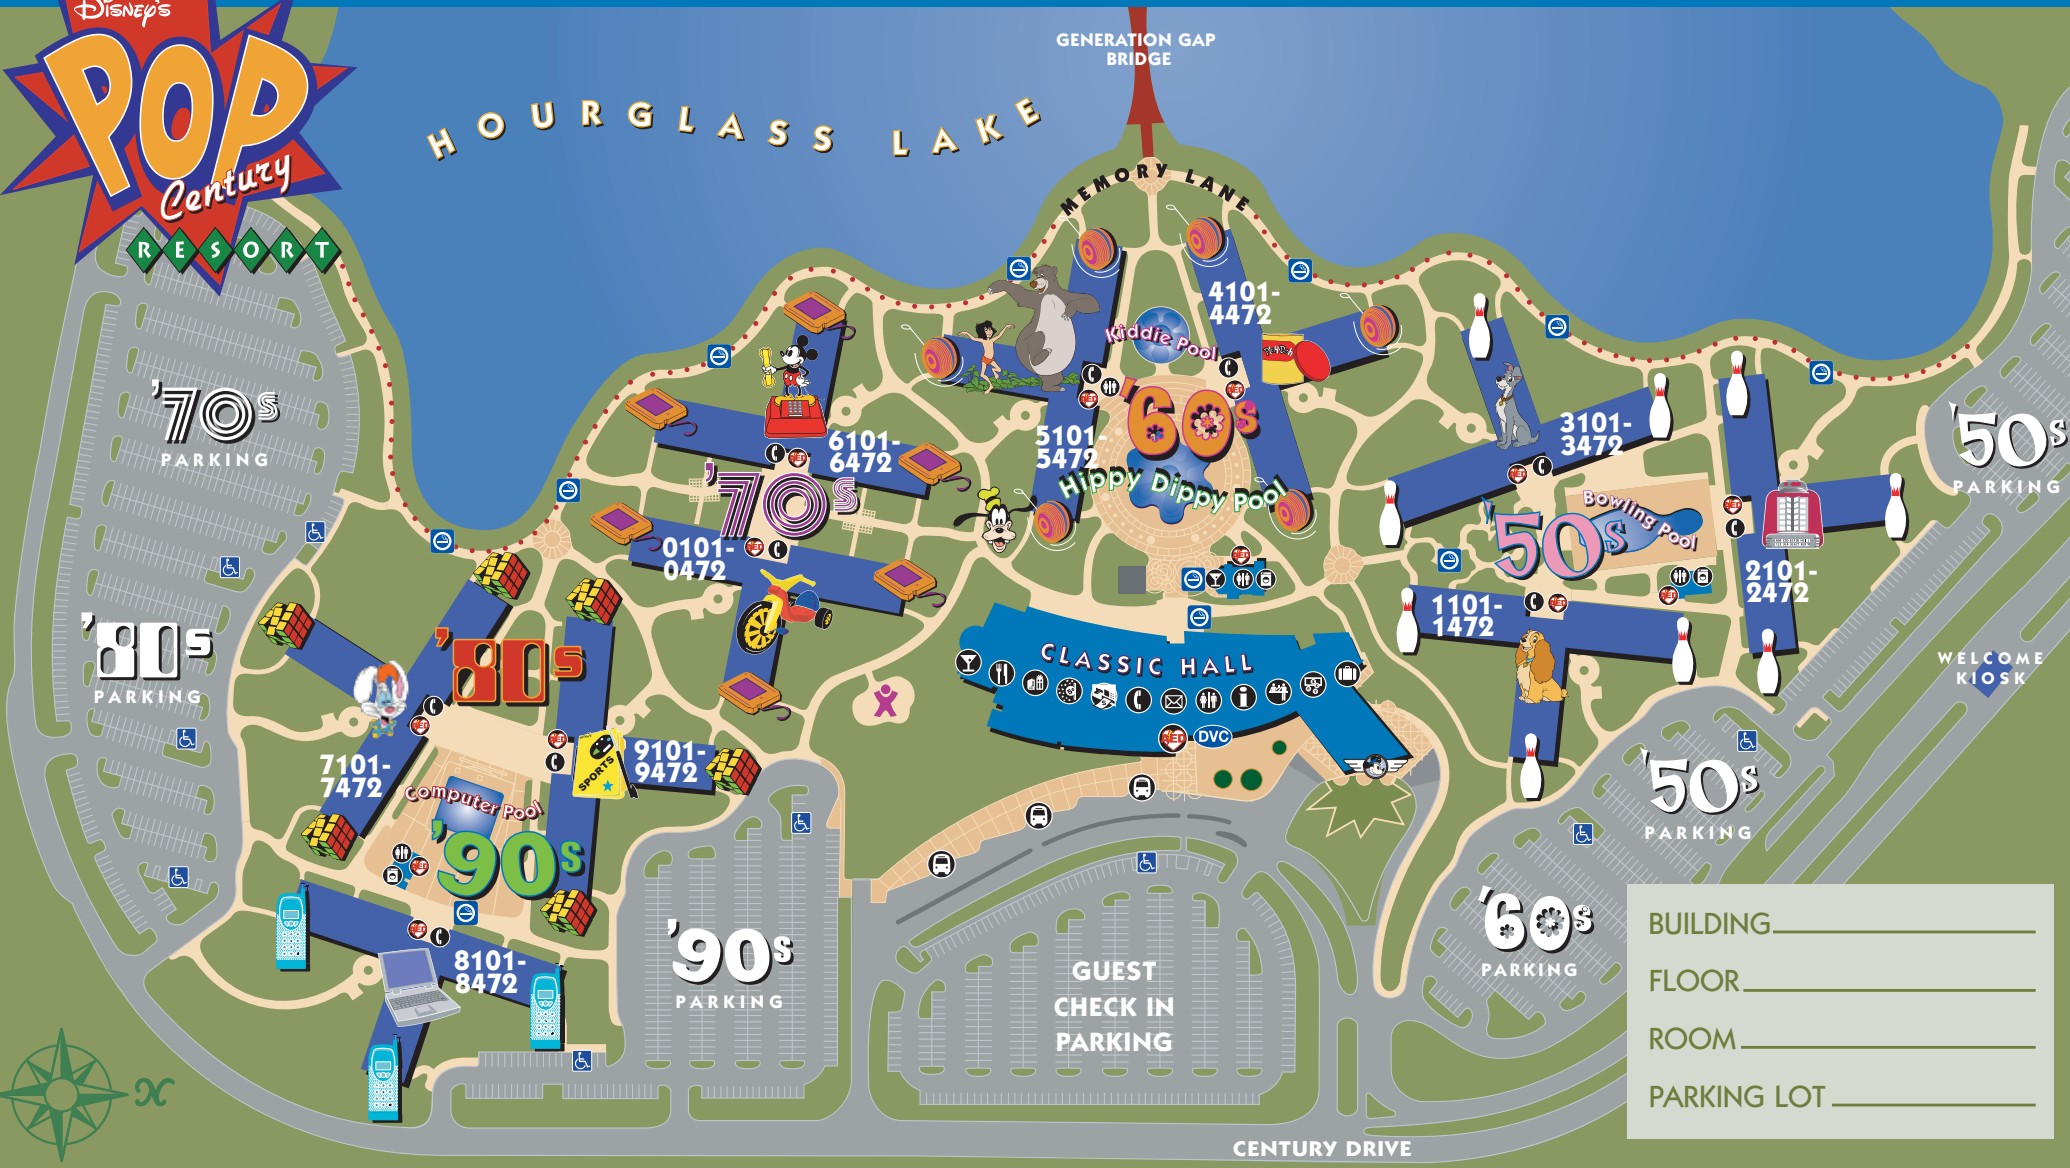 DISNEY'S
POP
Century
RESORT
GENERATION GAP
BRIDGE
HOURGLASS LAKE
MEMORY LANE
4101-
4472
Kiddie Pool
'60s
5101-
5472
Hippy Dippy Pool
3101-
3472
Bowling Pool
'50s
2101-
2472
1101-
1472
'50s
PARKING
WELCOME
KIOSK
'70s
PARKING
6101-
6472
'70s
0101-
0472
'80s
PARKING
'80s
7101-
7472
9101-
9472
SPORTS
Computer Pool
'90s
8101-
8472
CLASSIC HALL
DVC
'50s
PARKING
'60s
PARKING
'90s
PARKING
GUEST
CHECK IN
PARKING
CENTURY DRIVE
BUILDING
FLOOR
ROOM
PARKING LOT